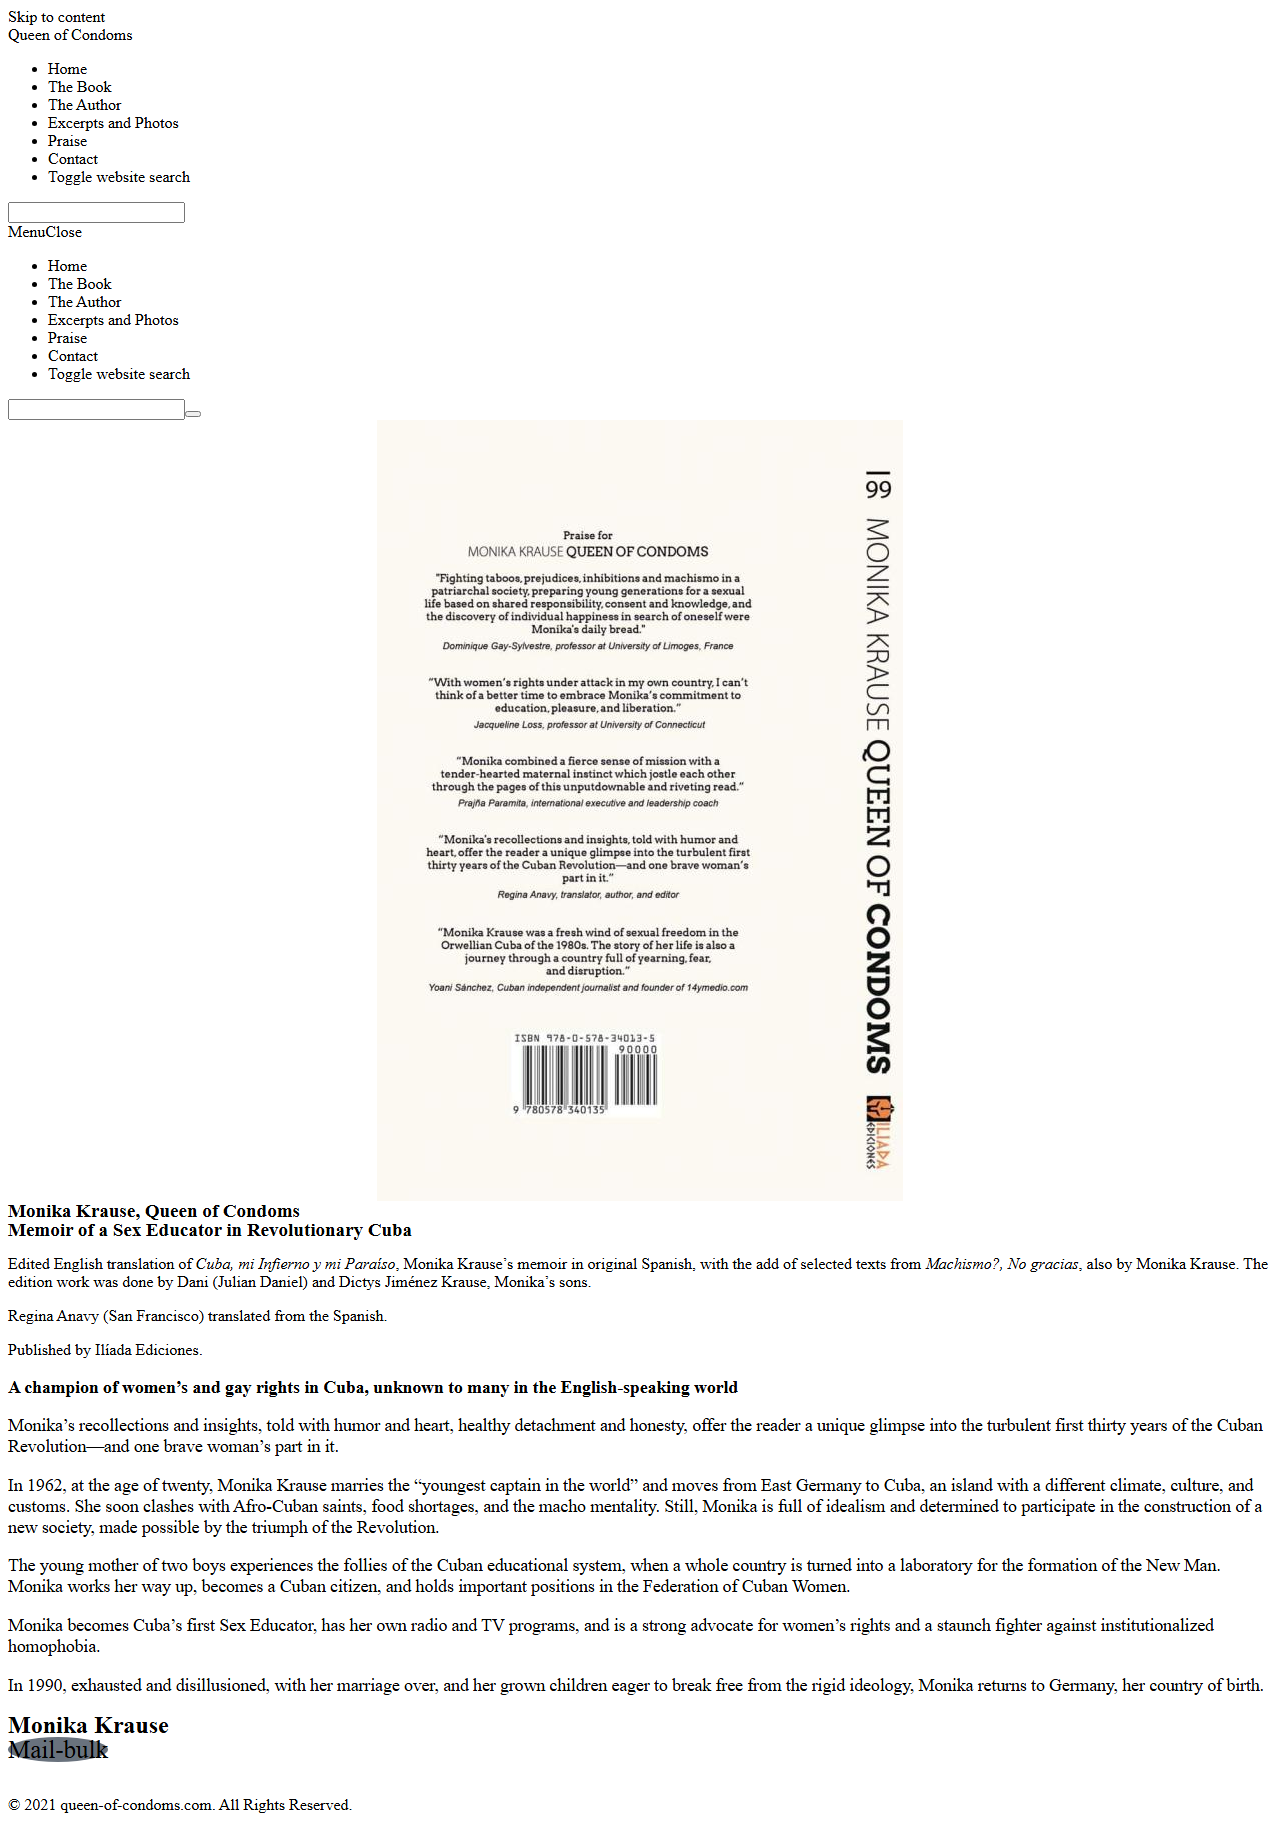 Skip to content
Queen of Condoms
Home
The Book
The Author
Excerpts and Photos
Praise
Contact
Toggle website search
MenuClose
Home
The Book
The Author
Excerpts and Photos
Praise
Contact
Toggle website search
Praise for
MONIKA KRAUSE QUEEN OF CONDOMS
"Fighting taboos, prejudices, inhibitions and machismo in a
patriarchal society, preparing young generations for a sexual
life based on shared responsibility, consent and knowledge, and
the discovery of individual happiness in search of oneself were
Monika's daily bread."
Dominique Gay-Sylvestre, professor at University of Limoges, France
“With women’s rights under attack in my own country, I can’t
think of a better time to embrace Monika’s commitment to
education, pleasure, and liberation.”
Jacqueline Loss, professor at University of Connecticut
“Monika combined a fierce sense of mission with a
tender-hearted maternal instinct which jostle each other
through the pages of this unputdownable and riveting read.”
Prajña Paramita, international executive and leadership coach
“Monika’s recollections and insights, told with humor and
heart, offer the reader a unique glimpse into the turbulent first
thirty years of the Cuban Revolution—and one brave woman’s
part in it.”
Regina Anavy, translator, author, and editor
“Monika Krause was a fresh wind of sexual freedom in the
Orwellian Cuba of the 1980s. The story of her life is also a
journey through a country full of yearning, fear,
and disruption.”
Yoani Sánchez, Cuban independent journalist and founder of 14ymedio.com
ISBN 978-0-578-34013-5
90000
9 780578 340135
99 MONIKA KRAUSE QUEEN OF CONDOMS
ILIADA
EDICIONES
Monika Krause, Queen of Condoms
Memoir of a Sex Educator in Revolutionary Cuba
Edited English translation of Cuba, mi Infierno y mi Paraíso, Monika Krause’s memoir in original Spanish, with the add of selected texts from Machismo?, No gracias, also by Monika Krause. The
edition work was done by Dani (Julian Daniel) and Dictys Jiménez Krause, Monika’s sons.
Regina Anavy (San Francisco) translated from the Spanish.
Published by Ilíada Ediciones.
A champion of women’s and gay rights in Cuba, unknown to many in the English-speaking world
Monika’s recollections and insights, told with humor and heart, healthy detachment and honesty, offer the reader a unique glimpse into the turbulent first thirty years of the Cuban
Revolution—and one brave woman’s part in it.
In 1962, at the age of twenty, Monika Krause marries the “youngest captain in the world” and moves from East Germany to Cuba, an island with a different climate, culture, and
customs. She soon clashes with Afro-Cuban saints, food shortages, and the macho mentality. Still, Monika is full of idealism and determined to participate in the construction of a
new society, made possible by the triumph of the Revolution.
The young mother of two boys experiences the follies of the Cuban educational system, when a whole country is turned into a laboratory for the formation of the New Man.
Monika works her way up, becomes a Cuban citizen, and holds important positions in the Federation of Cuban Women.
Monika becomes Cuba’s first Sex Educator, has her own radio and TV programs, and is a strong advocate for women’s rights and a staunch fighter against institutionalized
homophobia.
In 1990, exhausted and disillusioned, with her marriage over, and her grown children eager to break free from the rigid ideology, Monika returns to Germany, her country of birth.
Monika Krause
Mail-bulk
© 2021 queen-of-condoms.com. All Rights Reserved.